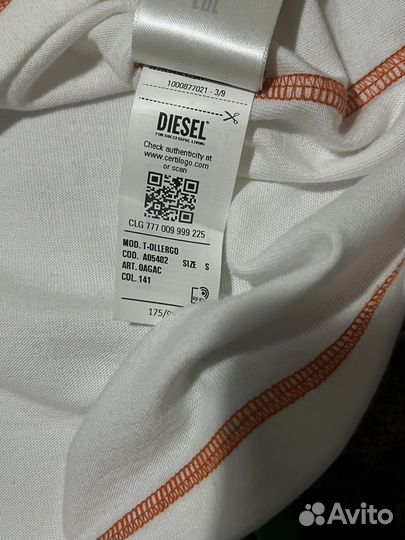 1000877021 - 3/9
DIESEL
FOR SUCCESSFUL LIVING
Check authenticity at
www.certilogo.com
or scan
CLG 777 009 999 225
MOD. T-OLLERGO
COD. A05402 SIZE S
ART. 0AGAC
COL. 141
Avito